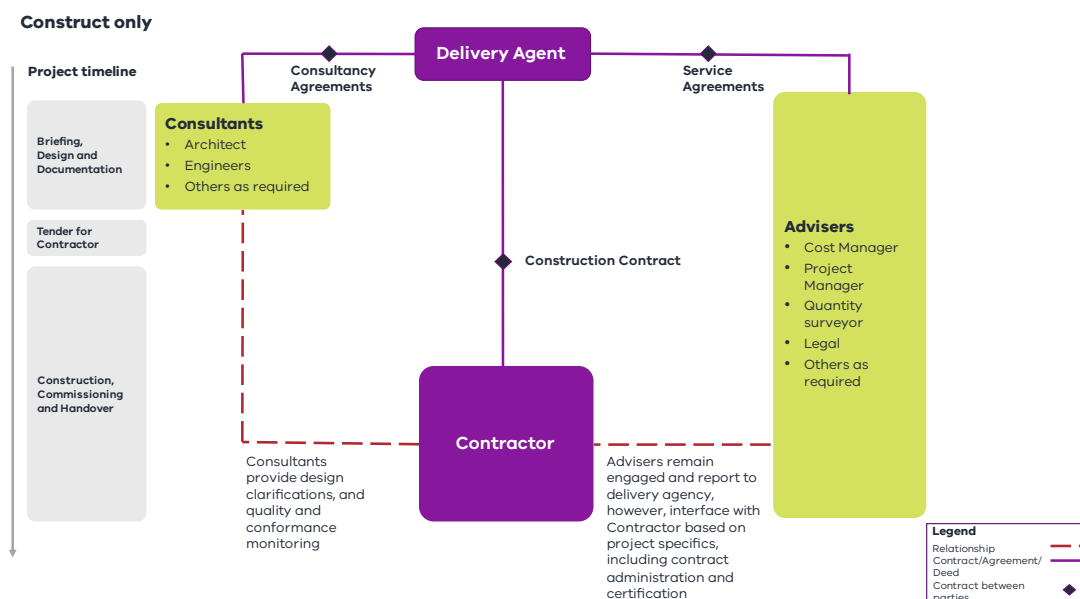 Construct only
Project timeline
Delivery Agent
Consultancy
Agreements
Service
Agreements
Briefing,
Design and
Documentation
Consultants
• Architect
• Engineers
• Others as required
Tender for
Contractor
Construction Contract
Advisers
• Cost Manager
• Project
Manager
• Quantity
surveyor
• Legal
• Others as
required
Construction,
Commissioning
and Handover
Contractor
Consultants
provide design
clarifications, and
quality and
conformance
monitoring
Advisers remain
engaged and report to
delivery agency,
however, interface with
Contractor based on
project specifics,
including contract
administration and
certification
Legend
Relationship
Contract/Agreement/
Deed
Contract between
parties